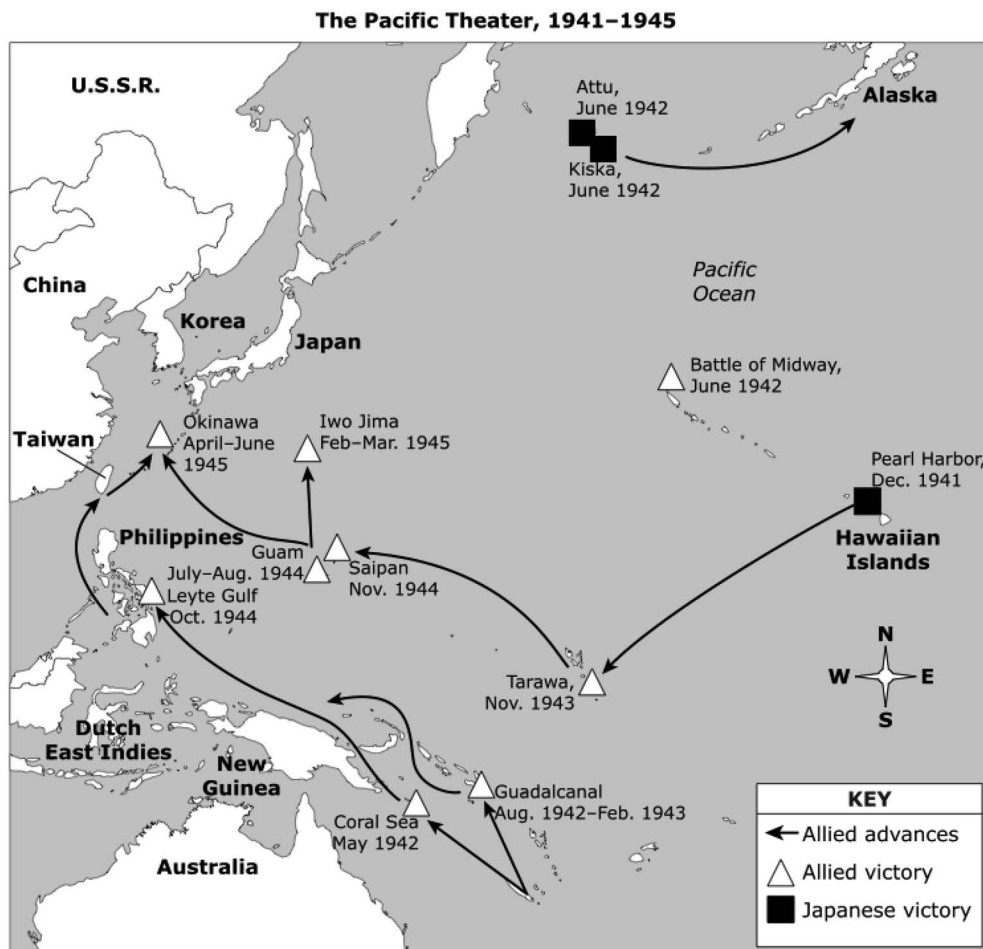 The Pacific Theater, 1941–1945
U.S.S.R.
Attu,
June 1942
Alaska
Kiska,
June 1942
China
Pacific
Ocean
Korea
Japan
Battle of Midway,
June 1942
Okinawa
April–June
1945
Iwo Jima
Feb–Mar. 1945
Taiwan
Pearl Harbor,
Dec. 1941
Hawaiian
Islands
Philippines
Guam
July–Aug. 1944
Saipan
Nov. 1944
Leyte Gulf
Oct. 1944
N
W
E
S
Tarawa,
Nov. 1943
Dutch
East Indies
New
Guinea
Guadalcanal
Aug. 1942–Feb. 1943
Coral Sea
May 1942
Australia
KEY
Allied advances
Allied victory
Japanese victory